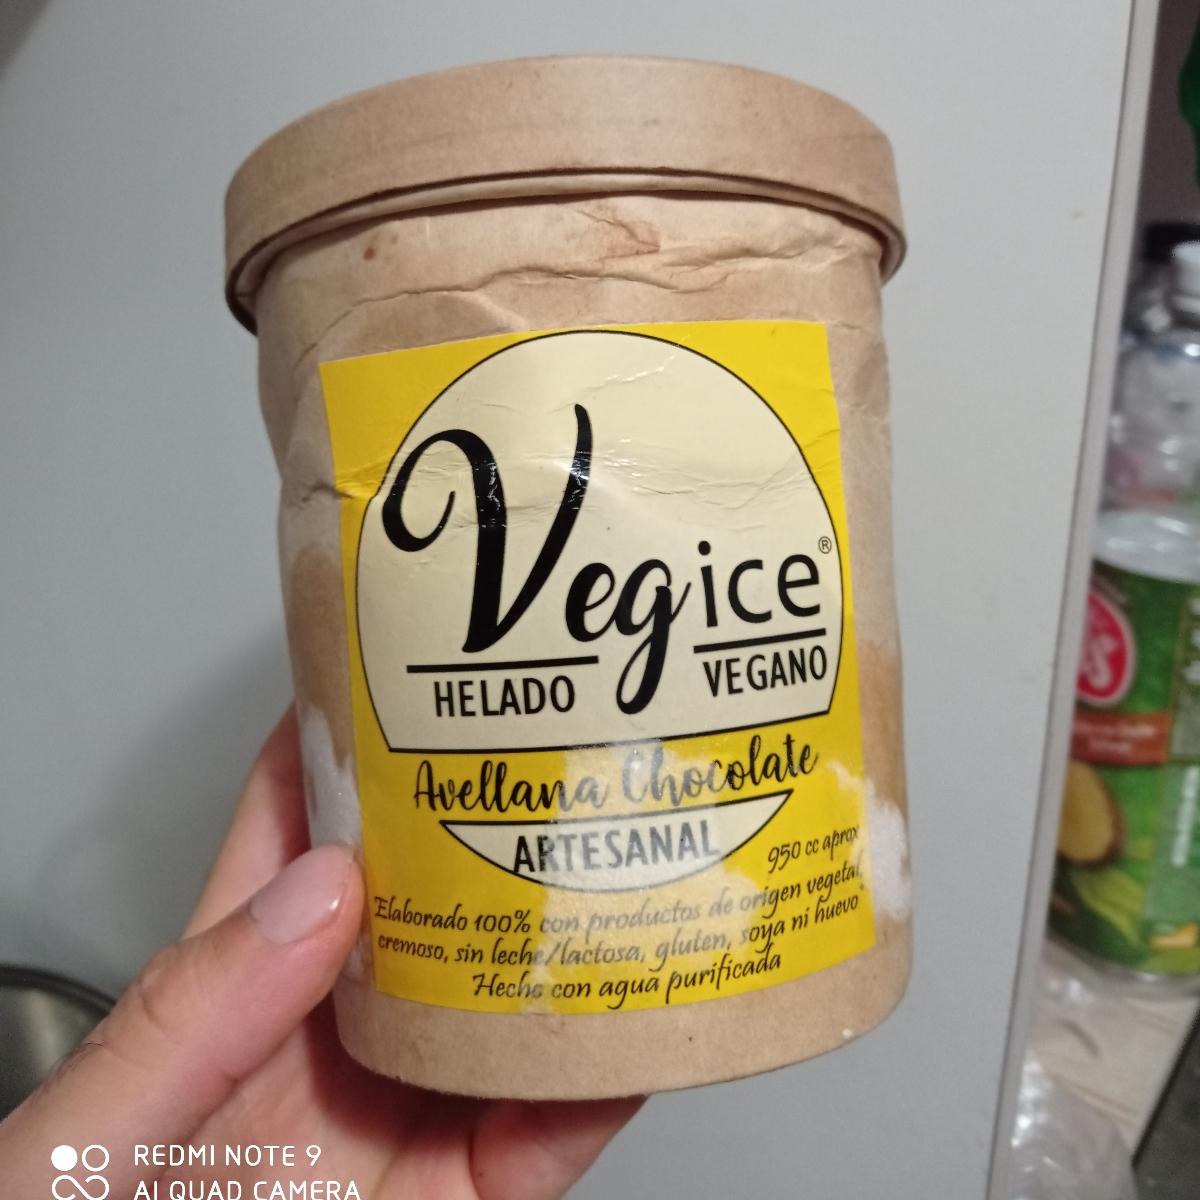 Vegice®
HELADO VEGANO
Avellana Chocolate
ARTESANAL
950 cc aprox
Elaborado 100% con productos de origen vegetal,
cremoso, sin leche/lactosa, gluten, soya ni huevo
Hecho con agua purificada
REDMI NOTE 9
AI QUAD CAMERA